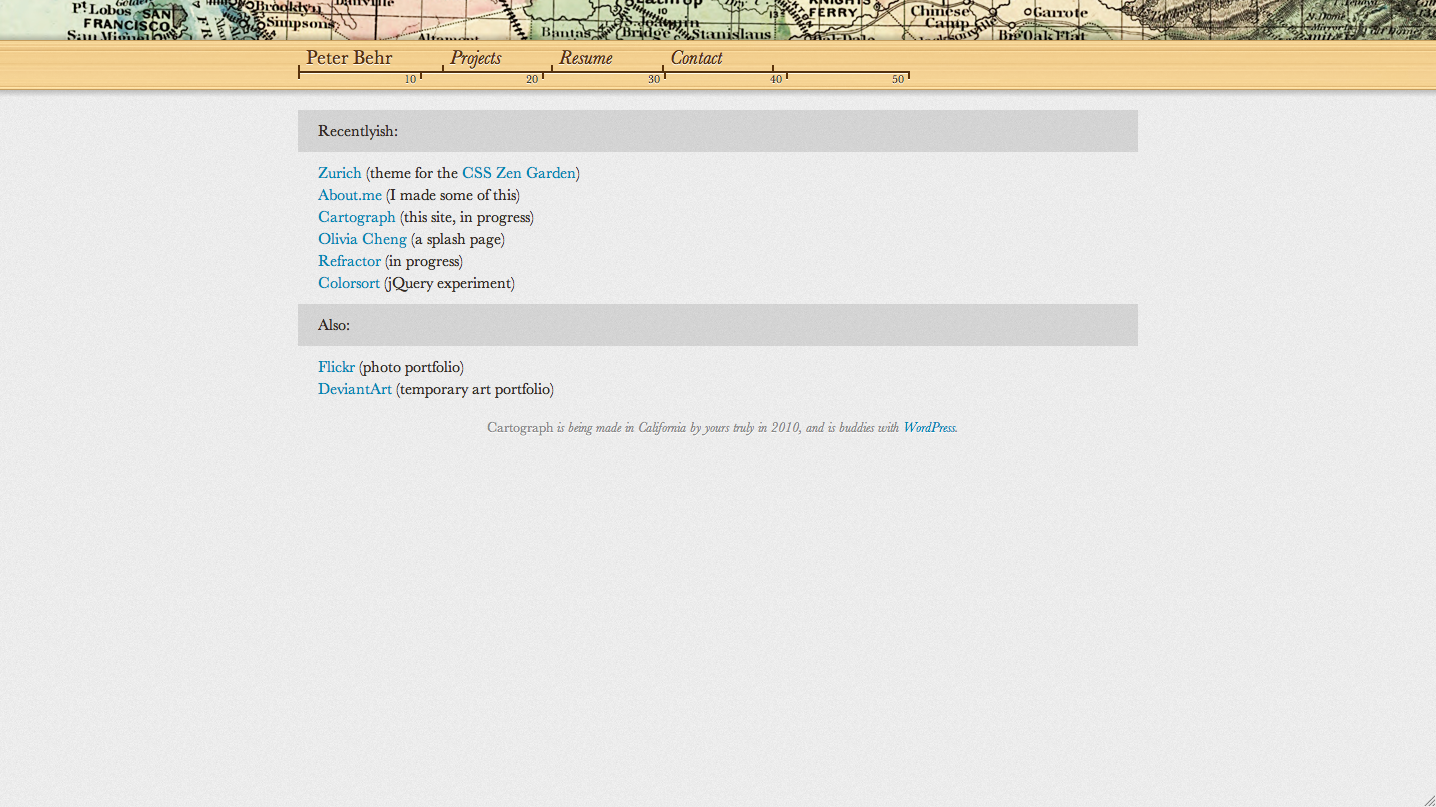 Pt Lobos SAN Brooklyn Danville
FRANCISCO Simpsons KNIGHTS
FERRY Chinese Camp Garrote
Bantas Bridge Stanislaus Big Oak Flat
Peter Behr Projects Resume Contact
10 20 30 40 50
Recentlyish:
Zurich (theme for the CSS Zen Garden)
About.me (I made some of this)
Cartograph (this site, in progress)
Olivia Cheng (a splash page)
Refractor (in progress)
Colorsort (jQuery experiment)
Also:
Flickr (photo portfolio)
DeviantArt (temporary art portfolio)
Cartograph is being made in California by yours truly in 2010, and is buddies with WordPress.